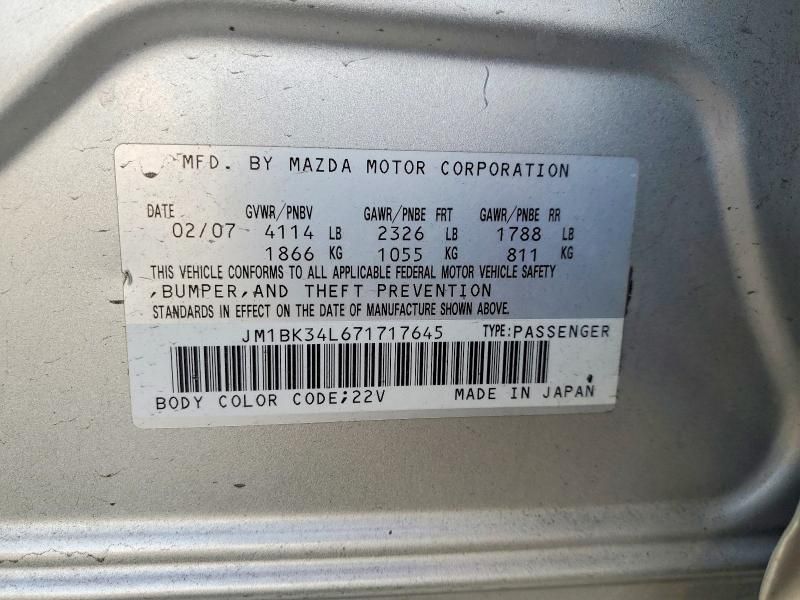 MFD. BY MAZDA MOTOR CORPORATION
DATE GVWR/PNBV GAWR/PNBE FRT GAWR/PNBE RR
02/07 4114 LB 2326 LB 1788 LB
1866 KG 1055 KG 811 KG
THIS VEHICLE CONFORMS TO ALL APPLICABLE FEDERAL MOTOR VEHICLE SAFETY
,BUMPER,AND THEFT PREVENTION
STANDARDS IN EFFECT ON THE DATE OF MANUFACTURE SHOWN ABOVE.
JM1BK34L671717645 TYPE:PASSENGER
BODY COLOR CODE;22V MADE IN JAPAN